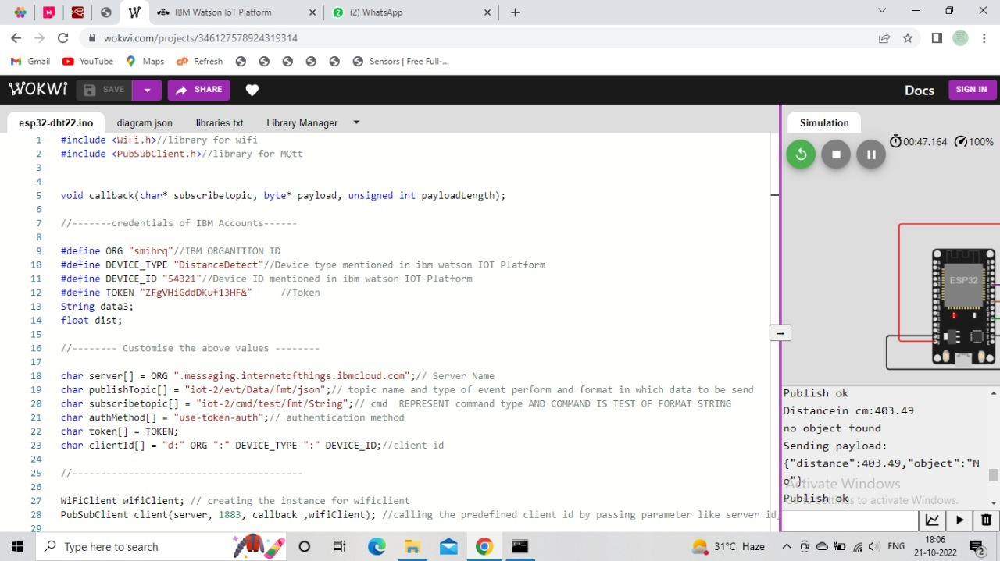 IBM Watson IoT Platform
(2) WhatsApp
wokwi.com/projects/346127578924319314
Gmail
YouTube
Maps
Refresh
Sensors | Free Full-...
WOKWi
SAVE
SHARE
Docs
SIGN IN
esp32-dht22.ino
diagram.json
libraries.txt
Library Manager
1 #include <WiFi.h>//library for wifi
2 #include <PubSubClient.h>//library for MQtt
3
4
5 void callback(char* subscribetopic, byte* payload, unsigned int payloadLength);
6
7 //-------credentials of IBM Accounts------
8
9 #define ORG "smihrq"//IBM ORGANITION ID
10 #define DEVICE_TYPE "DistanceDetect"//Device type mentioned in ibm watson IOT Platform
11 #define DEVICE_ID "54321"//Device ID mentioned in ibm watson IOT Platform
12 #define TOKEN "ZFgVHiGddDKuf13HF&"     //Token
13 String data3;
14 float dist;
15
16 //-------- Customise the above values --------
17
18 char server[] = ORG ".messaging.internetofthings.ibmcloud.com";// Server Name
19 char publishTopic[] = "iot-2/evt/Data/fmt/json";// topic name and type of event perform and format in which data to be send
20 char subscribetopic[] = "iot-2/cmd/test/fmt/String";// cmd  REPRESENT command type AND COMMAND IS TEST OF FORMAT STRING
21 char authMethod[] = "use-token-auth";// authentication method
22 char token[] = TOKEN;
23 char clientId[] = "d:" ORG ":" DEVICE_TYPE ":" DEVICE_ID;//client id
24
25 //-----------------------------------------
26
27 WiFiClient wifiClient; // creating the instance for wificlient
28 PubSubClient client(server, 1883, callback ,wifiClient); //calling the predefined client id by passing parameter like server id,
29
Simulation
00:47.164
100%
ESP32
Publish ok
Distancein cm:403.49
no object found
Sending payload:
{"distance":403.49,"object":"N
o"}
Publish ok
Activate Windows
Go to Settings to activate Windows.
Type here to search
31°C Haze
ENG
18:06
21-10-2022
2